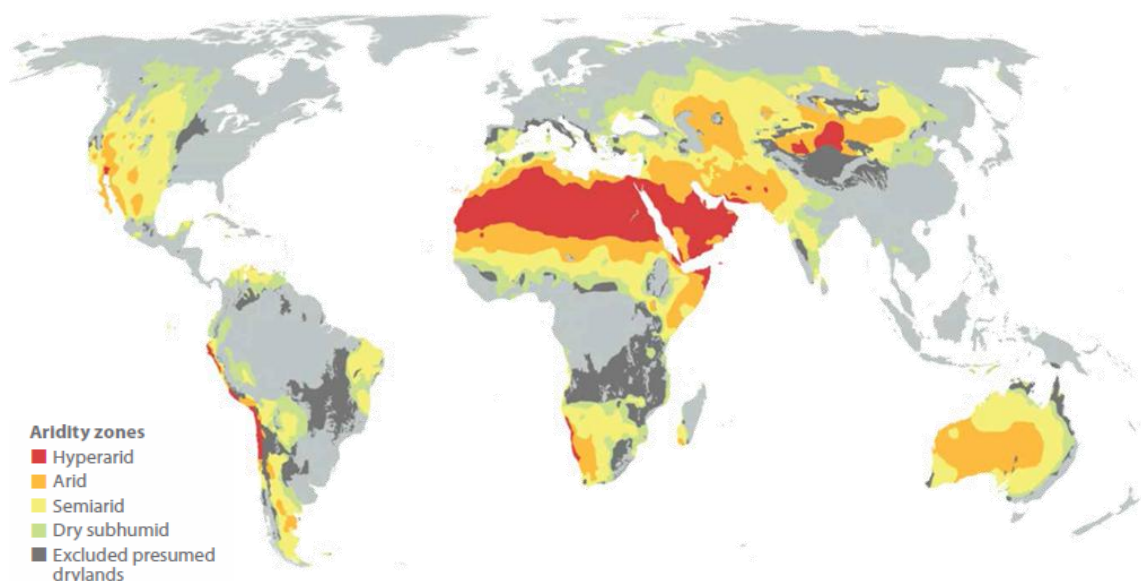 Aridity zones
Hyperarid
Arid
Semiarid
Dry subhumid
Excluded presumed
drylands